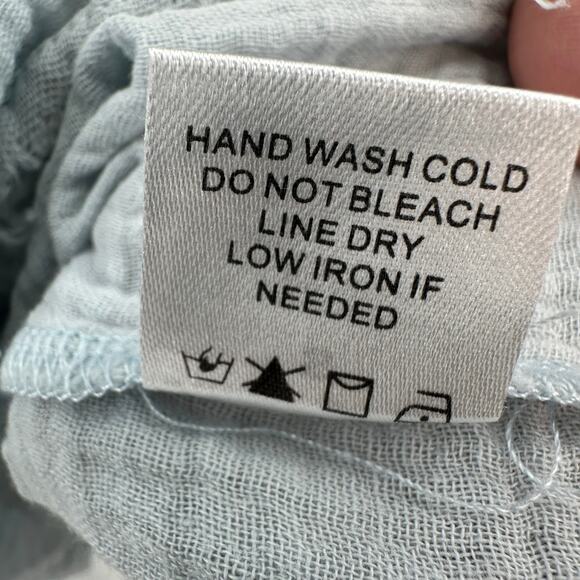 HAND WASH COLD
DO NOT BLEACH
LINE DRY
LOW IRON IF
NEEDED